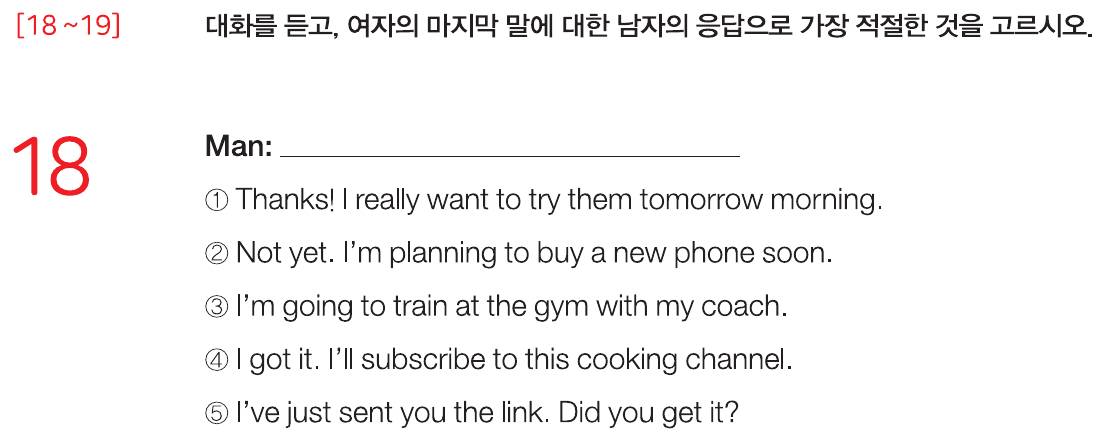 [18~19] 대화를 듣고, 여자의 마지막 말에 대한 남자의 응답으로 가장 적절한 것을 고르시오.
18
Man: ____________________
① Thanks! I really want to try them tomorrow morning.
② Not yet. I'm planning to buy a new phone soon.
③ I'm going to train at the gym with my coach.
④ I got it. I'll subscribe to this cooking channel.
⑤ I've just sent you the link. Did you get it?